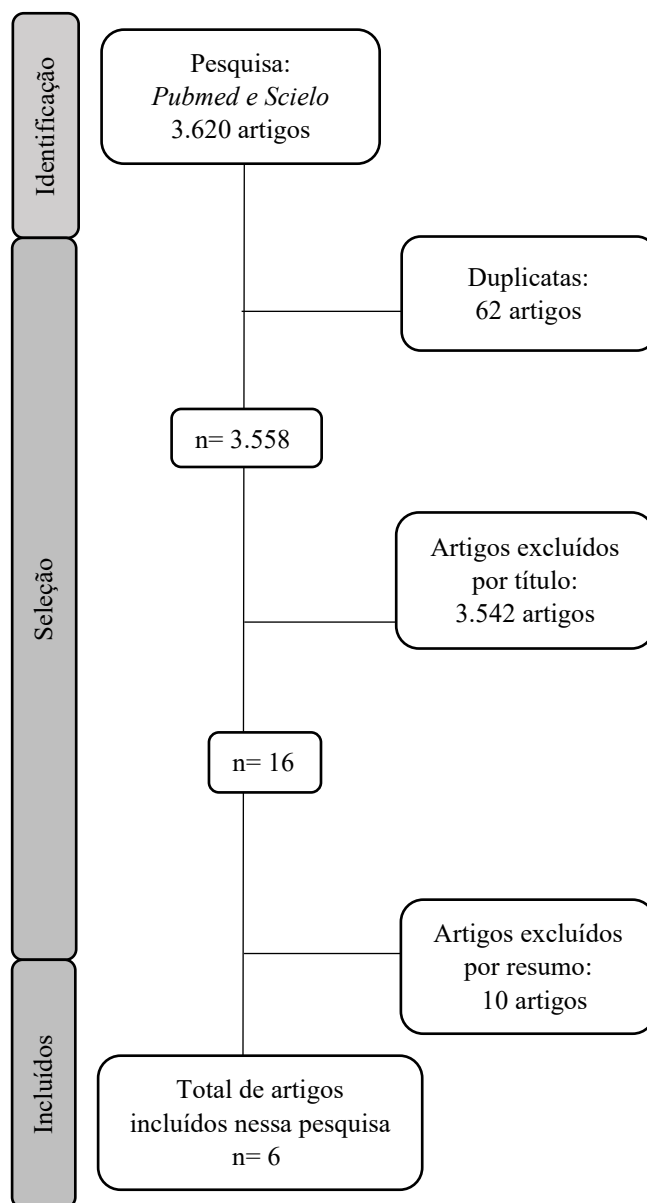 Identificação
Pesquisa:
Pubmed e Scielo
3.620 artigos
Seleção
Duplicatas:
62 artigos
n= 3.558
Artigos excluídos
por título:
3.542 artigos
n= 16
Artigos excluídos
por resumo:
10 artigos
Incluídos
Total de artigos
incluídos nessa pesquisa
n= 6